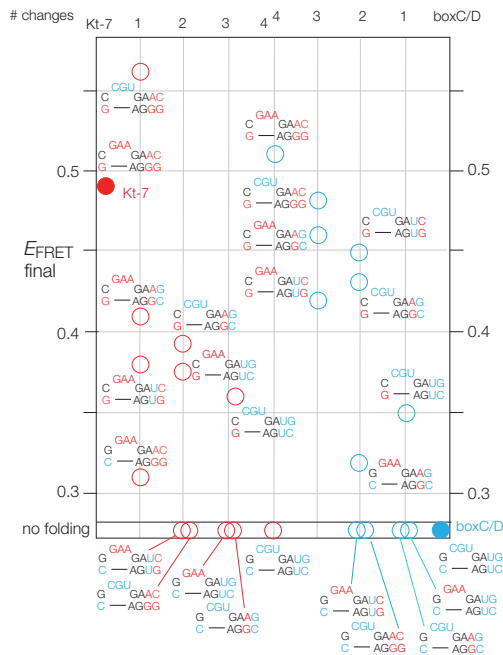 # changes Kt-7 1 2 3 4 4 3 2 1 boxC/D
CGU
C GAAC
G — AGGG
GAA
C GAAC
G — AGGG
Kt-7
0.5
0.5
GAA
C GAAC
G — AGGG
CGU
C GAAC
G — AGGG
GAA
C GAAG
G — AGGC
CGU
C GAUC
G — AGUG
EFRET
final
GAA
C GAAG
G — AGGC
GAA
C GAUC
G — AGUG
CGU
C GAAG
G — AGGC
CGU
C GAAG
G — AGGC
0.4
0.4
GAA
C GAUG
G — AGUC
GAA
C GAUC
G — AGUG
CGU
C GAUG
G — AGUC
CGU
C GAUG
G — AGUC
GAA
G GAAC
C — AGGG
GAA
G GAAG
C — AGGC
0.3
0.3
no folding
boxC/D
GAA
G GAUC
C — AGUG
CGU
G GAAC
C — AGGG
GAA
G GAUG
C — AGUC
CGU
G GAAG
C — AGGC
CGU
G GAUG
C — AGUC
GAA
G GAUC
C — AGUG
CGU
G GAAC
C — AGGG
CGU
G GAUG
C — AGUC
GAA
G GAUG
C — AGUC
CGU
G GAAG
C — AGGC